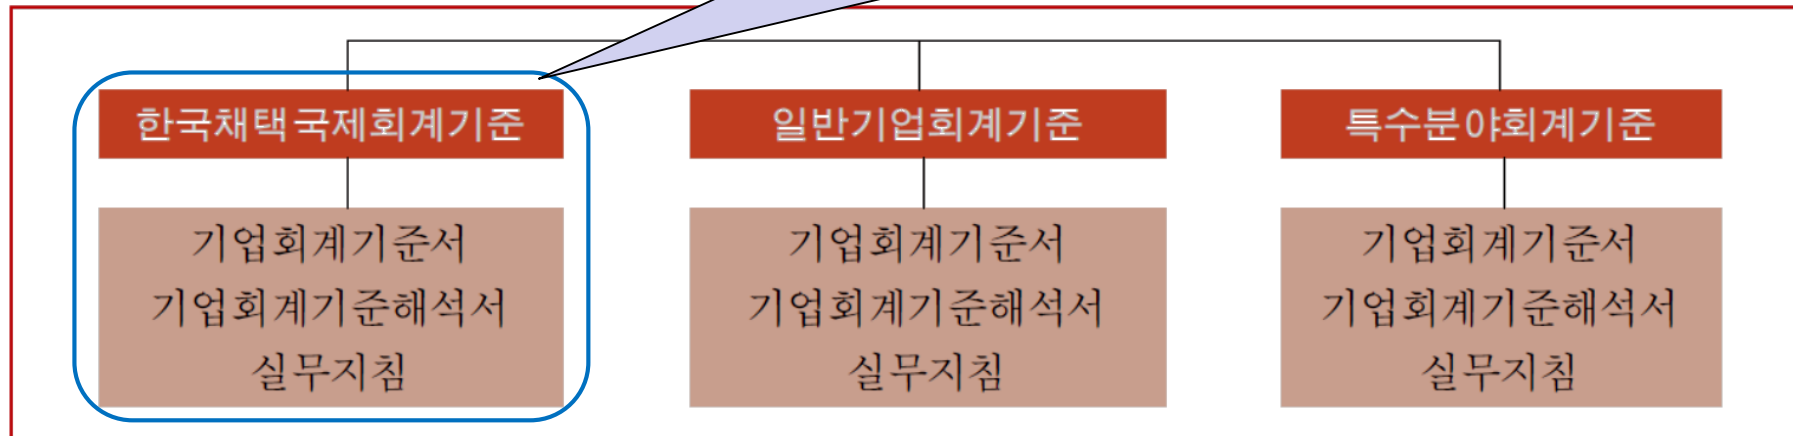 한국채택국제회계기준
기업회계기준서
기업회계기준해석서
실무지침
일반기업회계기준
기업회계기준서
기업회계기준해석서
실무지침
특수분야회계기준
기업회계기준서
기업회계기준해석서
실무지침